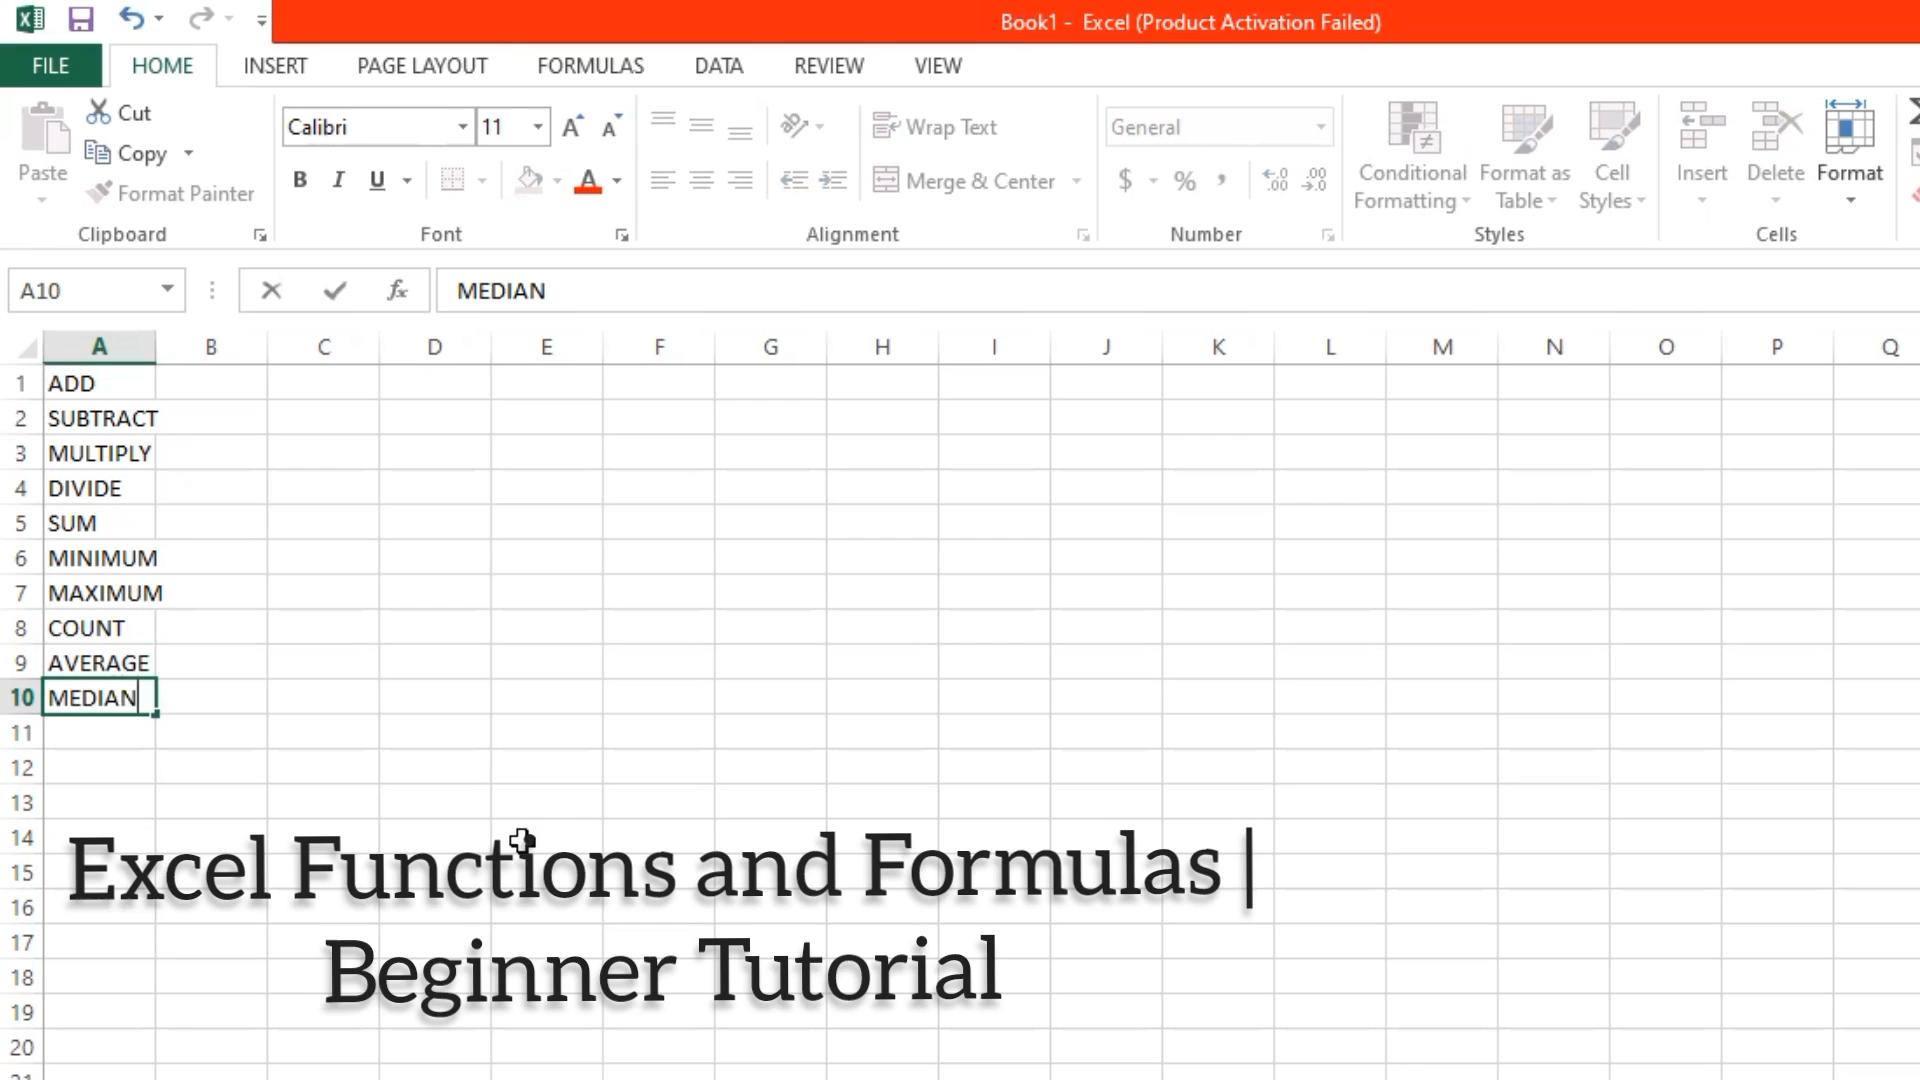 Book1 - Excel (Product Activation Failed)
FILE HOME INSERT PAGE LAYOUT FORMULAS DATA REVIEW VIEW
Paste
Cut
Copy
Format Painter
Clipboard
Calibri 11
B I U
Font
Wrap Text
Merge & Center
Alignment
General
$ % ,
Number
Conditional Formatting
Format as Table
Cell Styles
Styles
Insert Delete Format
Cells
A10 fx MEDIAN
A B C D E F G H I J K L M N O P Q
1 ADD
2 SUBTRACT
3 MULTIPLY
4 DIVIDE
5 SUM
6 MINIMUM
7 MAXIMUM
8 COUNT
9 AVERAGE
10 MEDIAN
11
12
13
14
15
16
17
18
19
20
Excel Functions and Formulas |
Beginner Tutorial